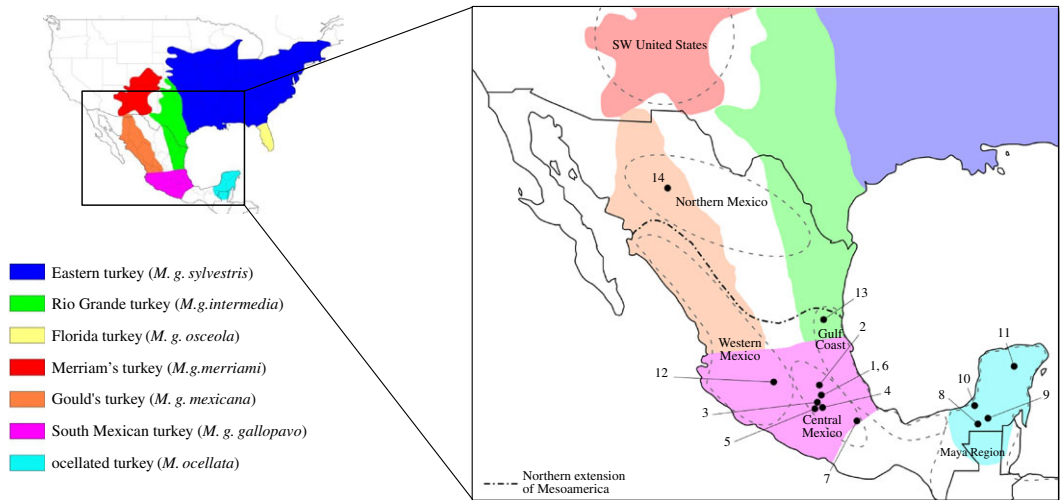 Eastern turkey (M. g. sylvestris)
Rio Grande turkey (M.g.intermedia)
Florida turkey (M. g. osceola)
Merriam's turkey (M.g.merriami)
Gould's turkey (M. g. mexicana)
South Mexican turkey (M. g. gallopavo)
ocellated turkey (M. ocellata)
SW United States
14
Northern Mexico
13
2
Gulf
Coast
Western
Mexico
11
1, 6
12
4
10
8
9
3
Central
Mexico
5
Maya Region
7
Northern extension
of Mesoamerica